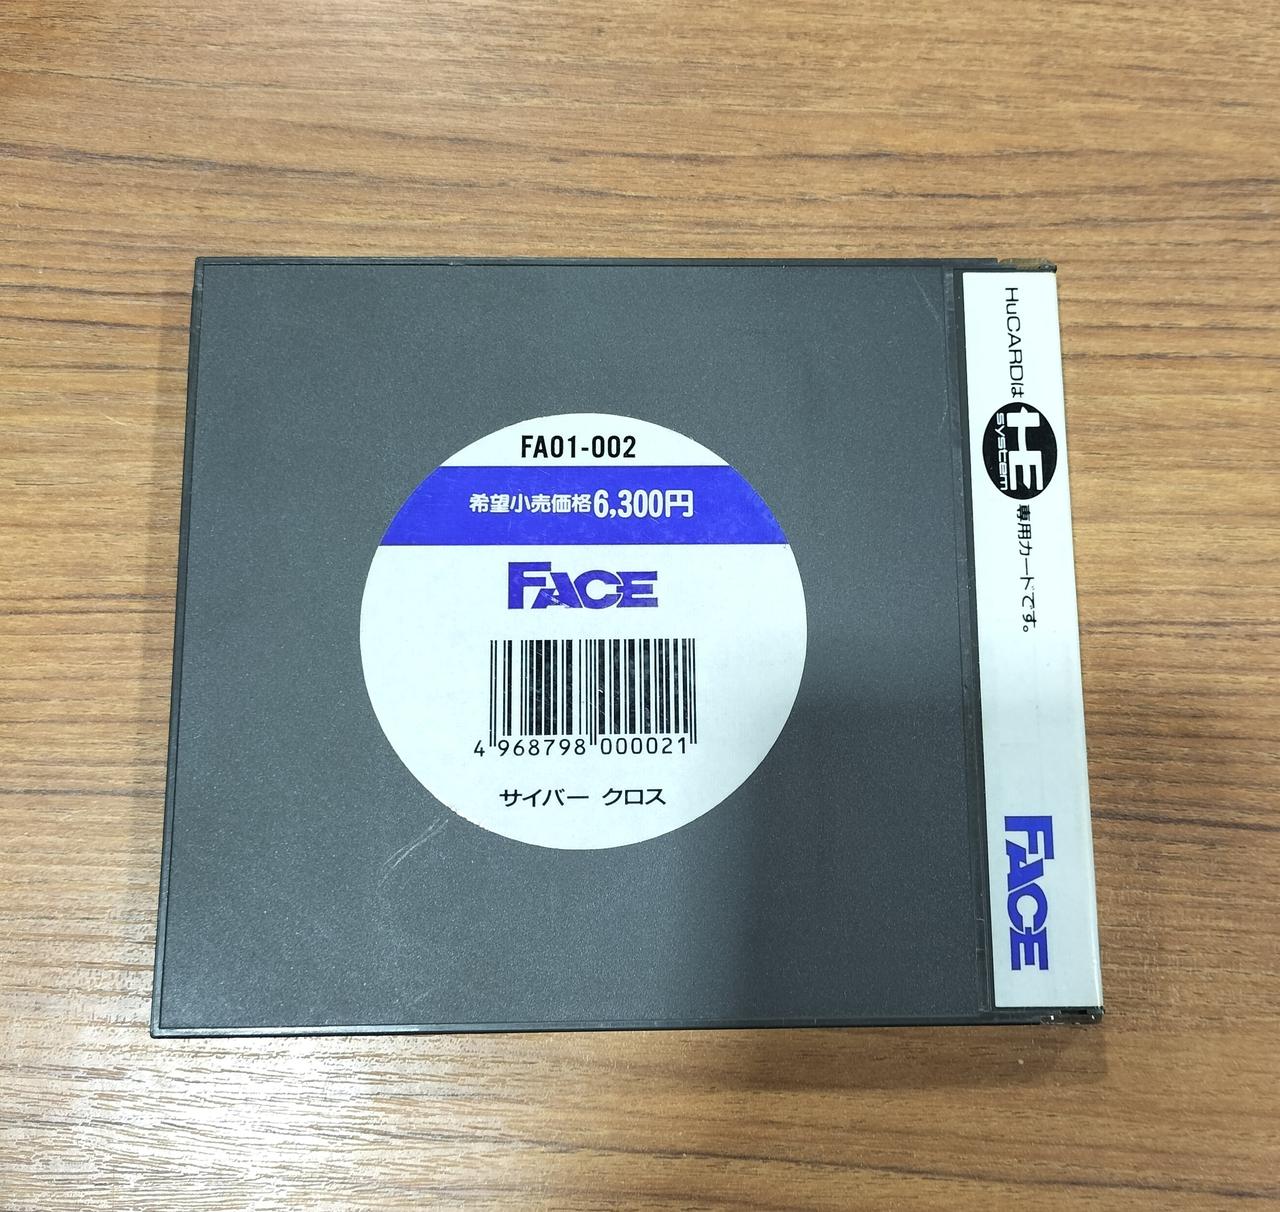 FA01-002
希望小売価格6,300円
FACE
4 968798 000021
サイバー クロス
HuCARDは
HE
system
専用カードです。
FACE